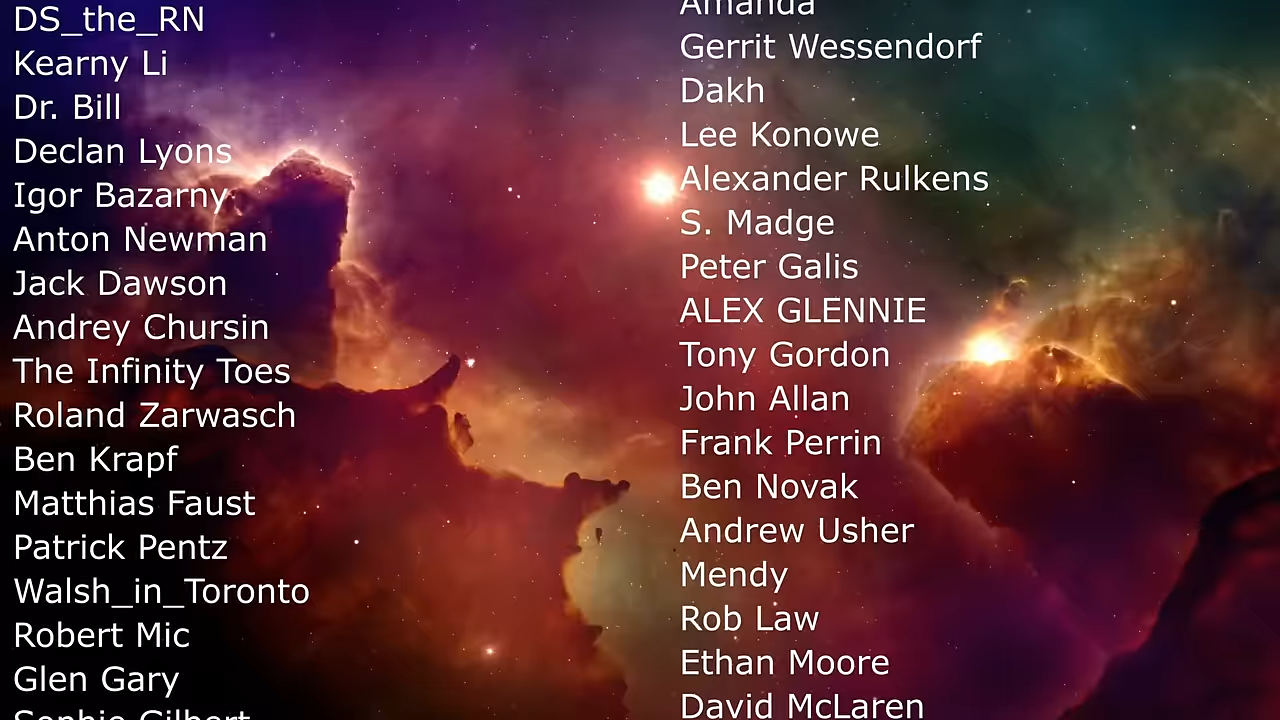 DS_the_RN
Kearny Li
Dr. Bill
Declan Lyons
Igor Bazarny
Anton Newman
Jack Dawson
Andrey Chursin
The Infinity Toes
Roland Zarwasch
Ben Krapf
Matthias Faust
Patrick Pentz
Walsh_in_Toronto
Robert Mic
Glen Gary
Sophie Gilbert
Amanda
Gerrit Wessendorf
Dakh
Lee Konowe
Alexander Rulkens
S. Madge
Peter Galis
ALEX GLENNIE
Tony Gordon
John Allan
Frank Perrin
Ben Novak
Andrew Usher
Mendy
Rob Law
Ethan Moore
David McLaren